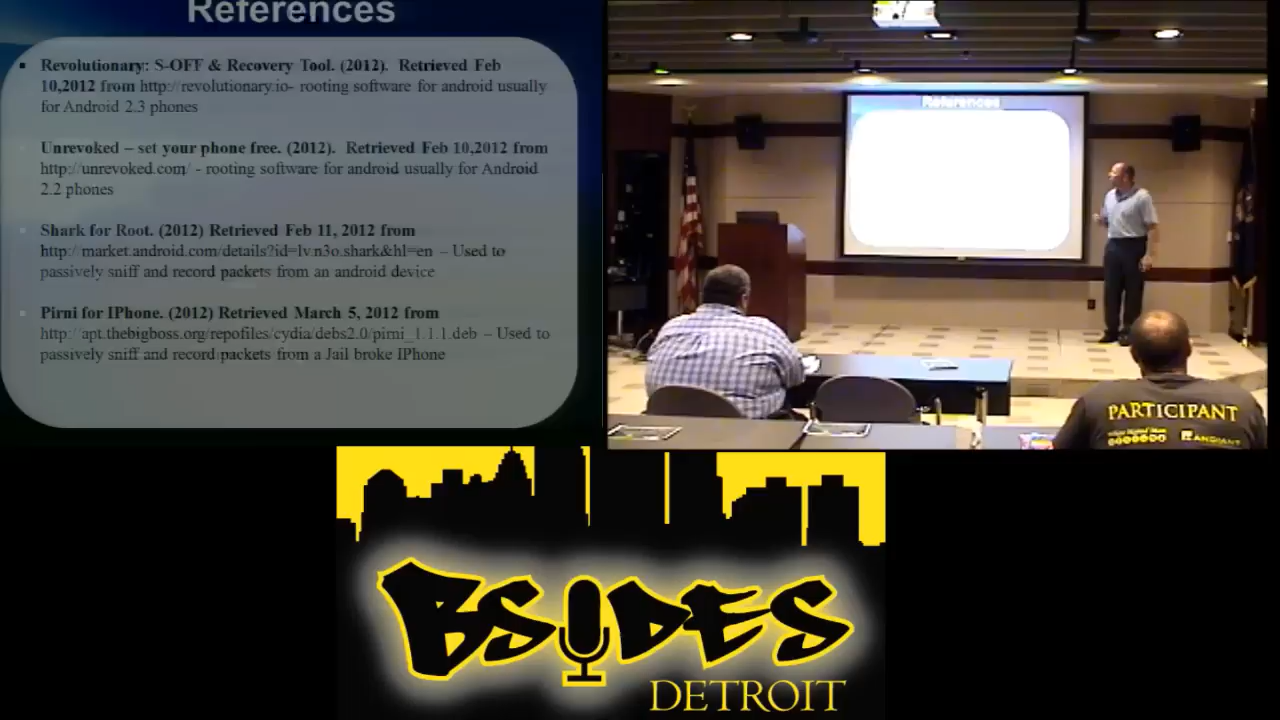 References
Revolutionary: S-OFF & Recovery Tool. (2012). Retrieved Feb
10,2012 from http://revolutionary.io- rooting software for android usually
for Android 2.3 phones
Unrevoked – set your phone free. (2012). Retrieved Feb 10,2012 from
http://unrevoked.com/ - rooting software for android usually for Android
2.2 phones
Shark for Root. (2012) Retrieved Feb 11, 2012 from
http://market.android.com/details?id=lv.n3o.shark&hl=en – Used to
passively sniff and record packets from an android device
Pirni for IPhone. (2012) Retrieved March 5, 2012 from
http://apt.thebigboss.org/repofiles/cydia/debs2.0/pirni_1.1.1.deb – Used to
passively sniff and record packets from a Jail broke IPhone
References
PARTICIPANT
BSIDES
DETROIT